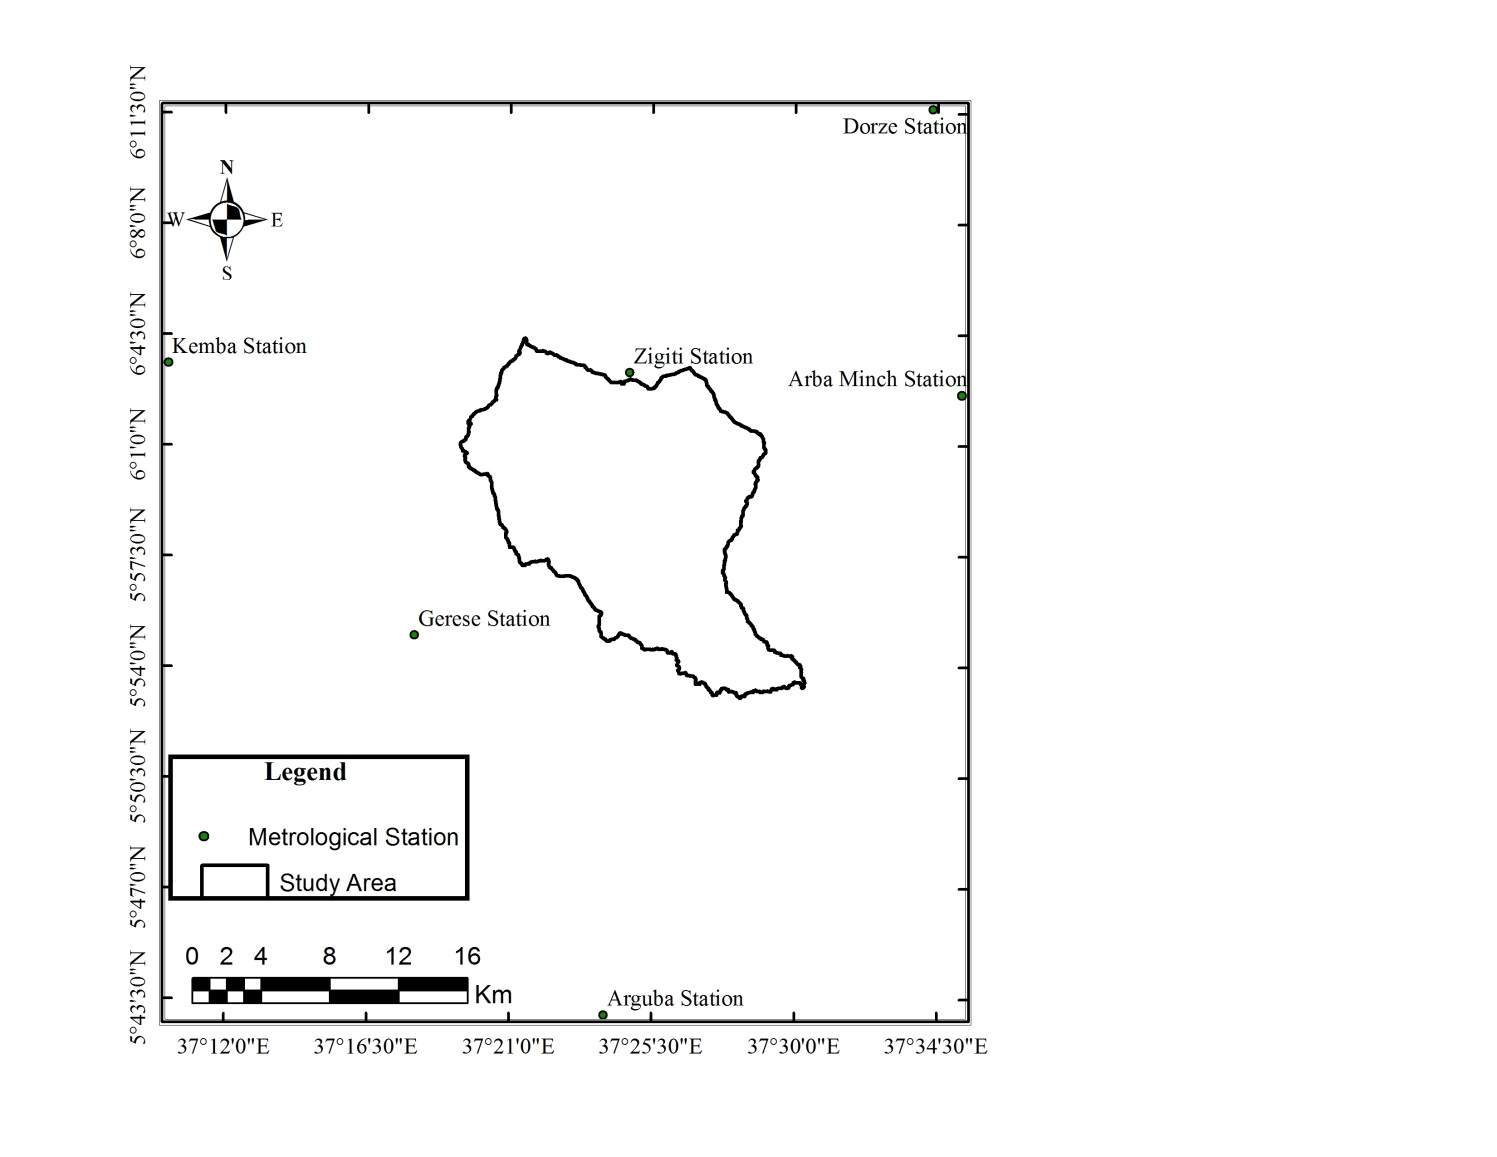 6°11'30"N
Dorze Station
N
W
E
S
6°8'0"N
6°4'30"N
Kemba Station
Zigiti Station
Arba Minch Station
6°1'0"N
5°57'30"N
Gerese Station
5°54'0"N
5°50'30"N
Legend
Metrological Station
Study Area
5°47'0"N
0 2 4 8 12 16
Km
5°43'30"N
Arguba Station
37°12'0"E 37°16'30"E 37°21'0"E 37°25'30"E 37°30'0"E 37°34'30"E